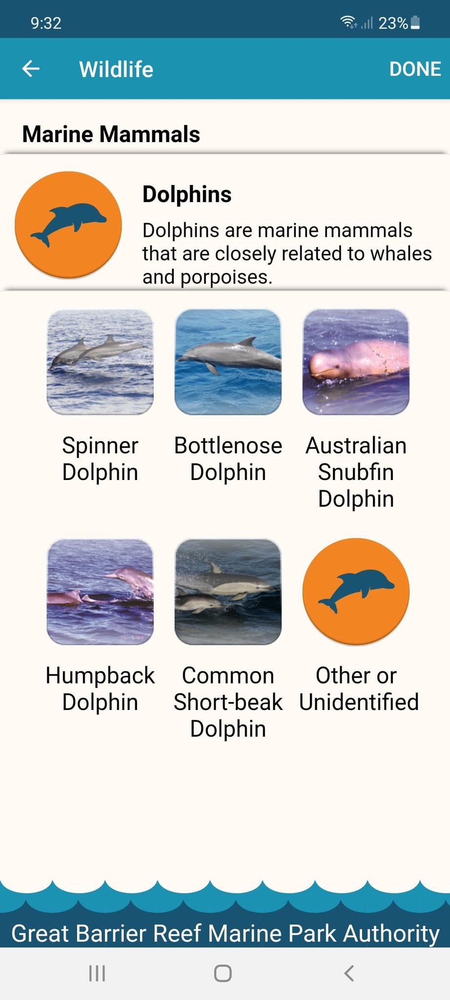 9:32
23%
Wildlife
DONE
Marine Mammals
Dolphins
Dolphins are marine mammals
that are closely related to whales
and porpoises.
Spinner
Dolphin
Bottlenose
Dolphin
Australian
Snubfin
Dolphin
Humpback
Dolphin
Common
Short-beak
Dolphin
Other or
Unidentified
Great Barrier Reef Marine Park Authority